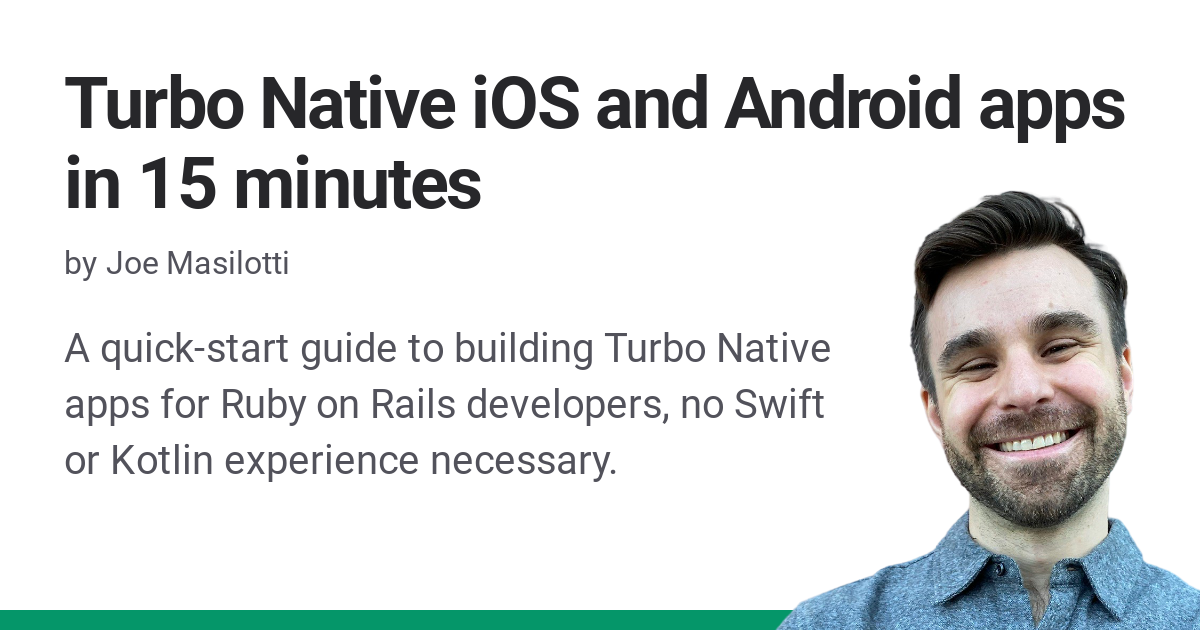 Turbo Native iOS and Android apps
in 15 minutes
by Joe Masilotti
A quick-start guide to building Turbo Native
apps for Ruby on Rails developers, no Swift
or Kotlin experience necessary.